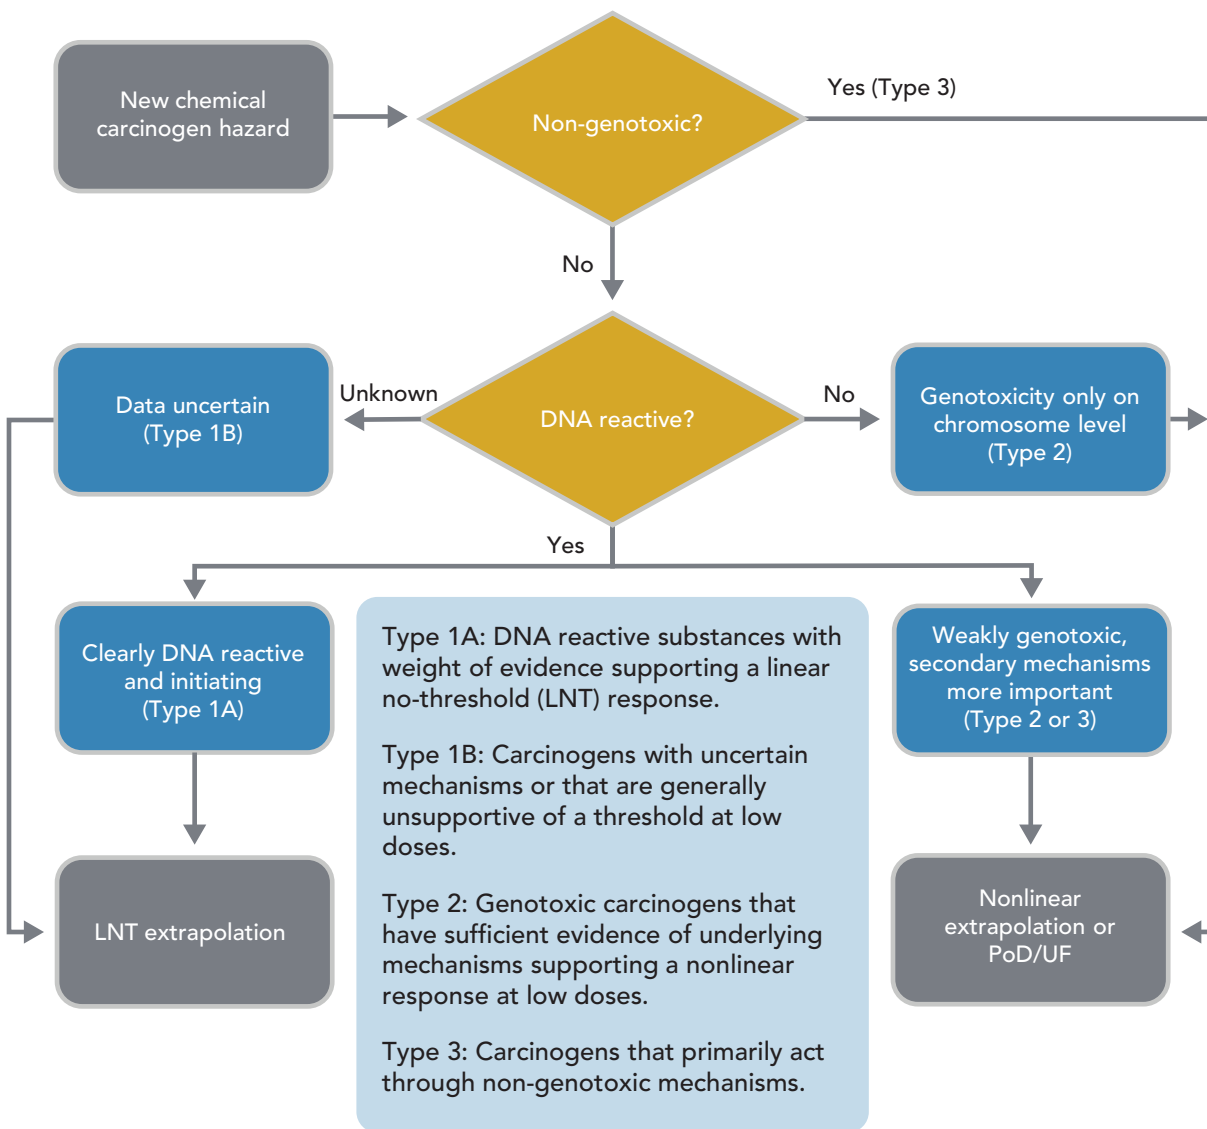 New chemical
carcinogen hazard
Non-genotoxic?
Yes (Type 3)
No
Data uncertain
(Type 1B)
Unknown
DNA reactive?
No
Genotoxicity only on
chromosome level
(Type 2)
Yes
Clearly DNA reactive
and initiating
(Type 1A)
Type 1A: DNA reactive substances with
weight of evidence supporting a linear
no-threshold (LNT) response.
Type 1B: Carcinogens with uncertain
mechanisms or that are generally
unsupportive of a threshold at low
doses.
Type 2: Genotoxic carcinogens that
have sufficient evidence of underlying
mechanisms supporting a nonlinear
response at low doses.
Type 3: Carcinogens that primarily act
through non-genotoxic mechanisms.
Weakly genotoxic,
secondary mechanisms
more important
(Type 2 or 3)
LNT extrapolation
Nonlinear
extrapolation or
PoD/UF